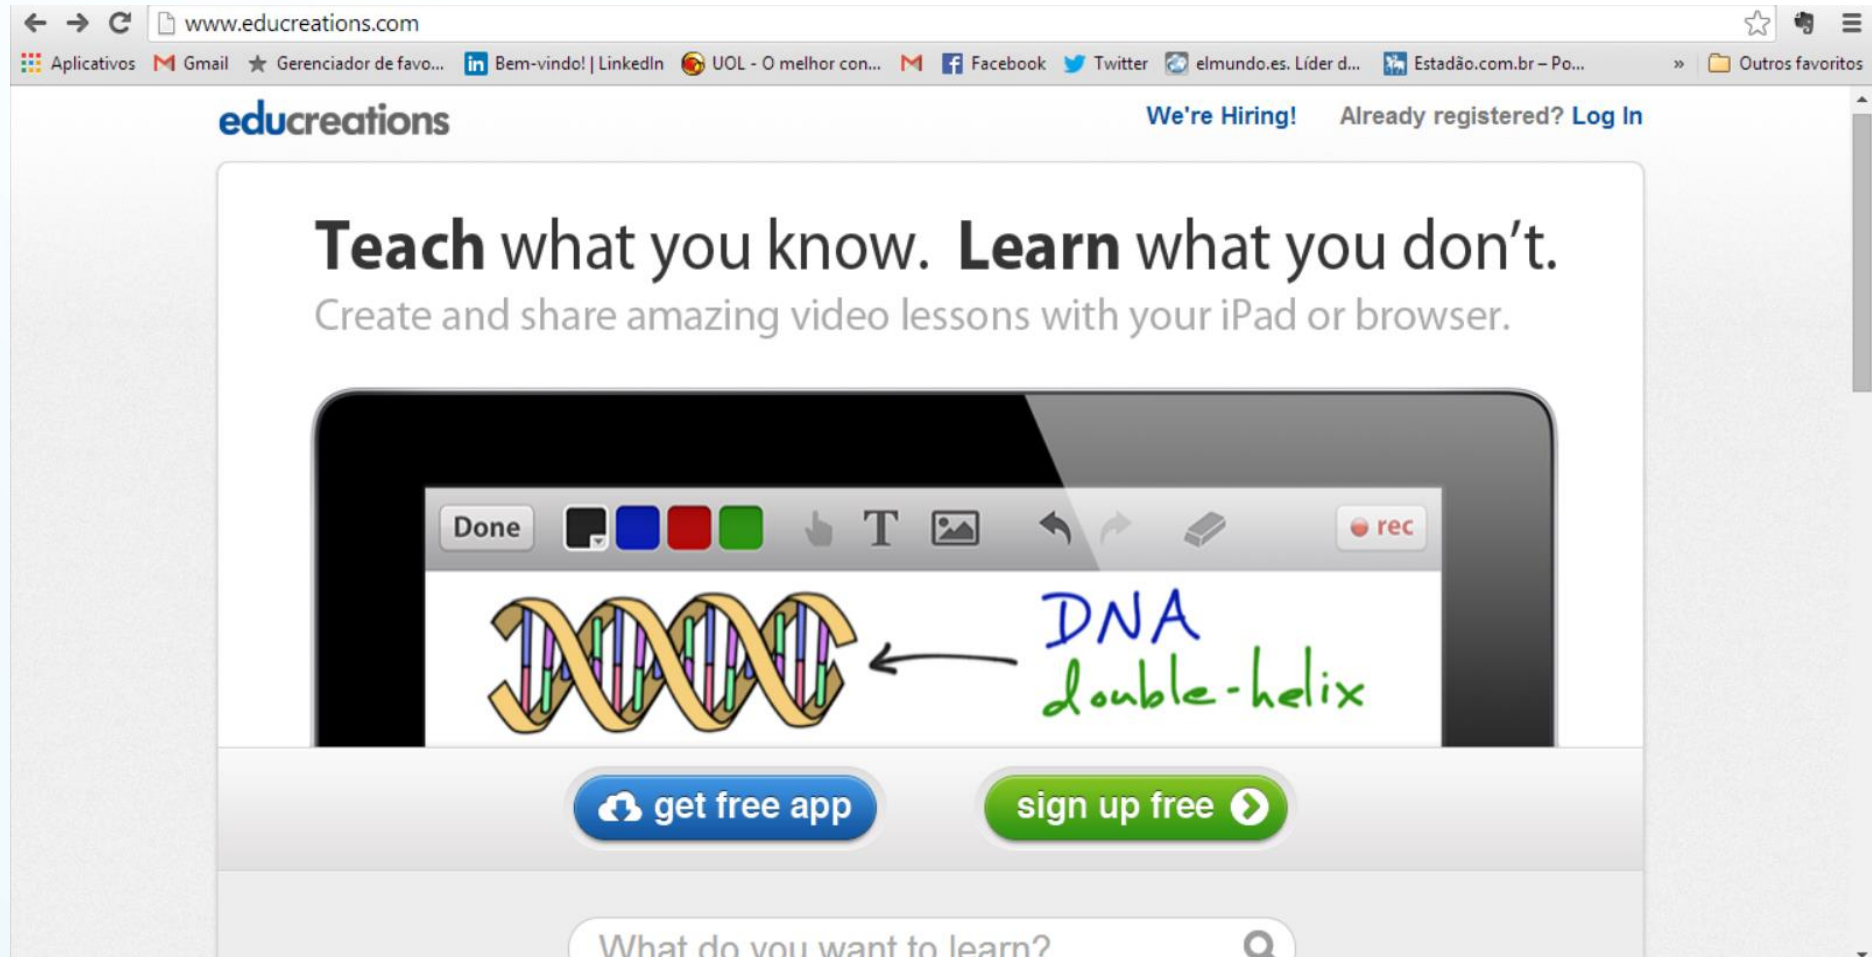 www.educreations.com
Aplicativos Gmail Gerenciador de favo... Bem-vindo! | LinkedIn UOL - O melhor con... Facebook Twitter elmundo.es. Líder d... Estadão.com.br – Po... » Outros favoritos
educreations We're Hiring! Already registered? Log In
Teach what you know. Learn what you don't.
Create and share amazing video lessons with your iPad or browser.
Done T rec
DNA
double-helix
get free app sign up free
What do you want to learn?